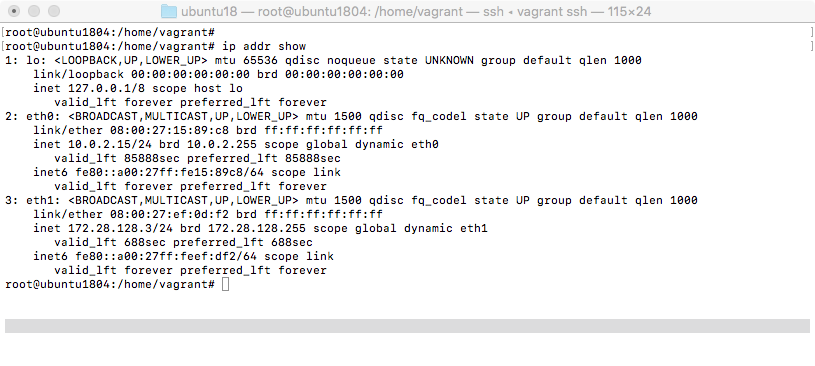 ubuntu18 — root@ubuntu1804: /home/vagrant — ssh ◂ vagrant ssh — 115×24
[root@ubuntu1804:/home/vagrant# ]
[root@ubuntu1804:/home/vagrant# ip addr show ]
1: lo: <LOOPBACK,UP,LOWER_UP> mtu 65536 qdisc noqueue state UNKNOWN group default qlen 1000
    link/loopback 00:00:00:00:00:00 brd 00:00:00:00:00:00
    inet 127.0.0.1/8 scope host lo
       valid_lft forever preferred_lft forever
2: eth0: <BROADCAST,MULTICAST,UP,LOWER_UP> mtu 1500 qdisc fq_codel state UP group default qlen 1000
    link/ether 08:00:27:15:89:c8 brd ff:ff:ff:ff:ff:ff
    inet 10.0.2.15/24 brd 10.0.2.255 scope global dynamic eth0
       valid_lft 85888sec preferred_lft 85888sec
    inet6 fe80::a00:27ff:fe15:89c8/64 scope link
       valid_lft forever preferred_lft forever
3: eth1: <BROADCAST,MULTICAST,UP,LOWER_UP> mtu 1500 qdisc fq_codel state UP group default qlen 1000
    link/ether 08:00:27:ef:0d:f2 brd ff:ff:ff:ff:ff:ff
    inet 172.28.128.3/24 brd 172.28.128.255 scope global dynamic eth1
       valid_lft 688sec preferred_lft 688sec
    inet6 fe80::a00:27ff:feef:df2/64 scope link
       valid_lft forever preferred_lft forever
root@ubuntu1804:/home/vagrant#